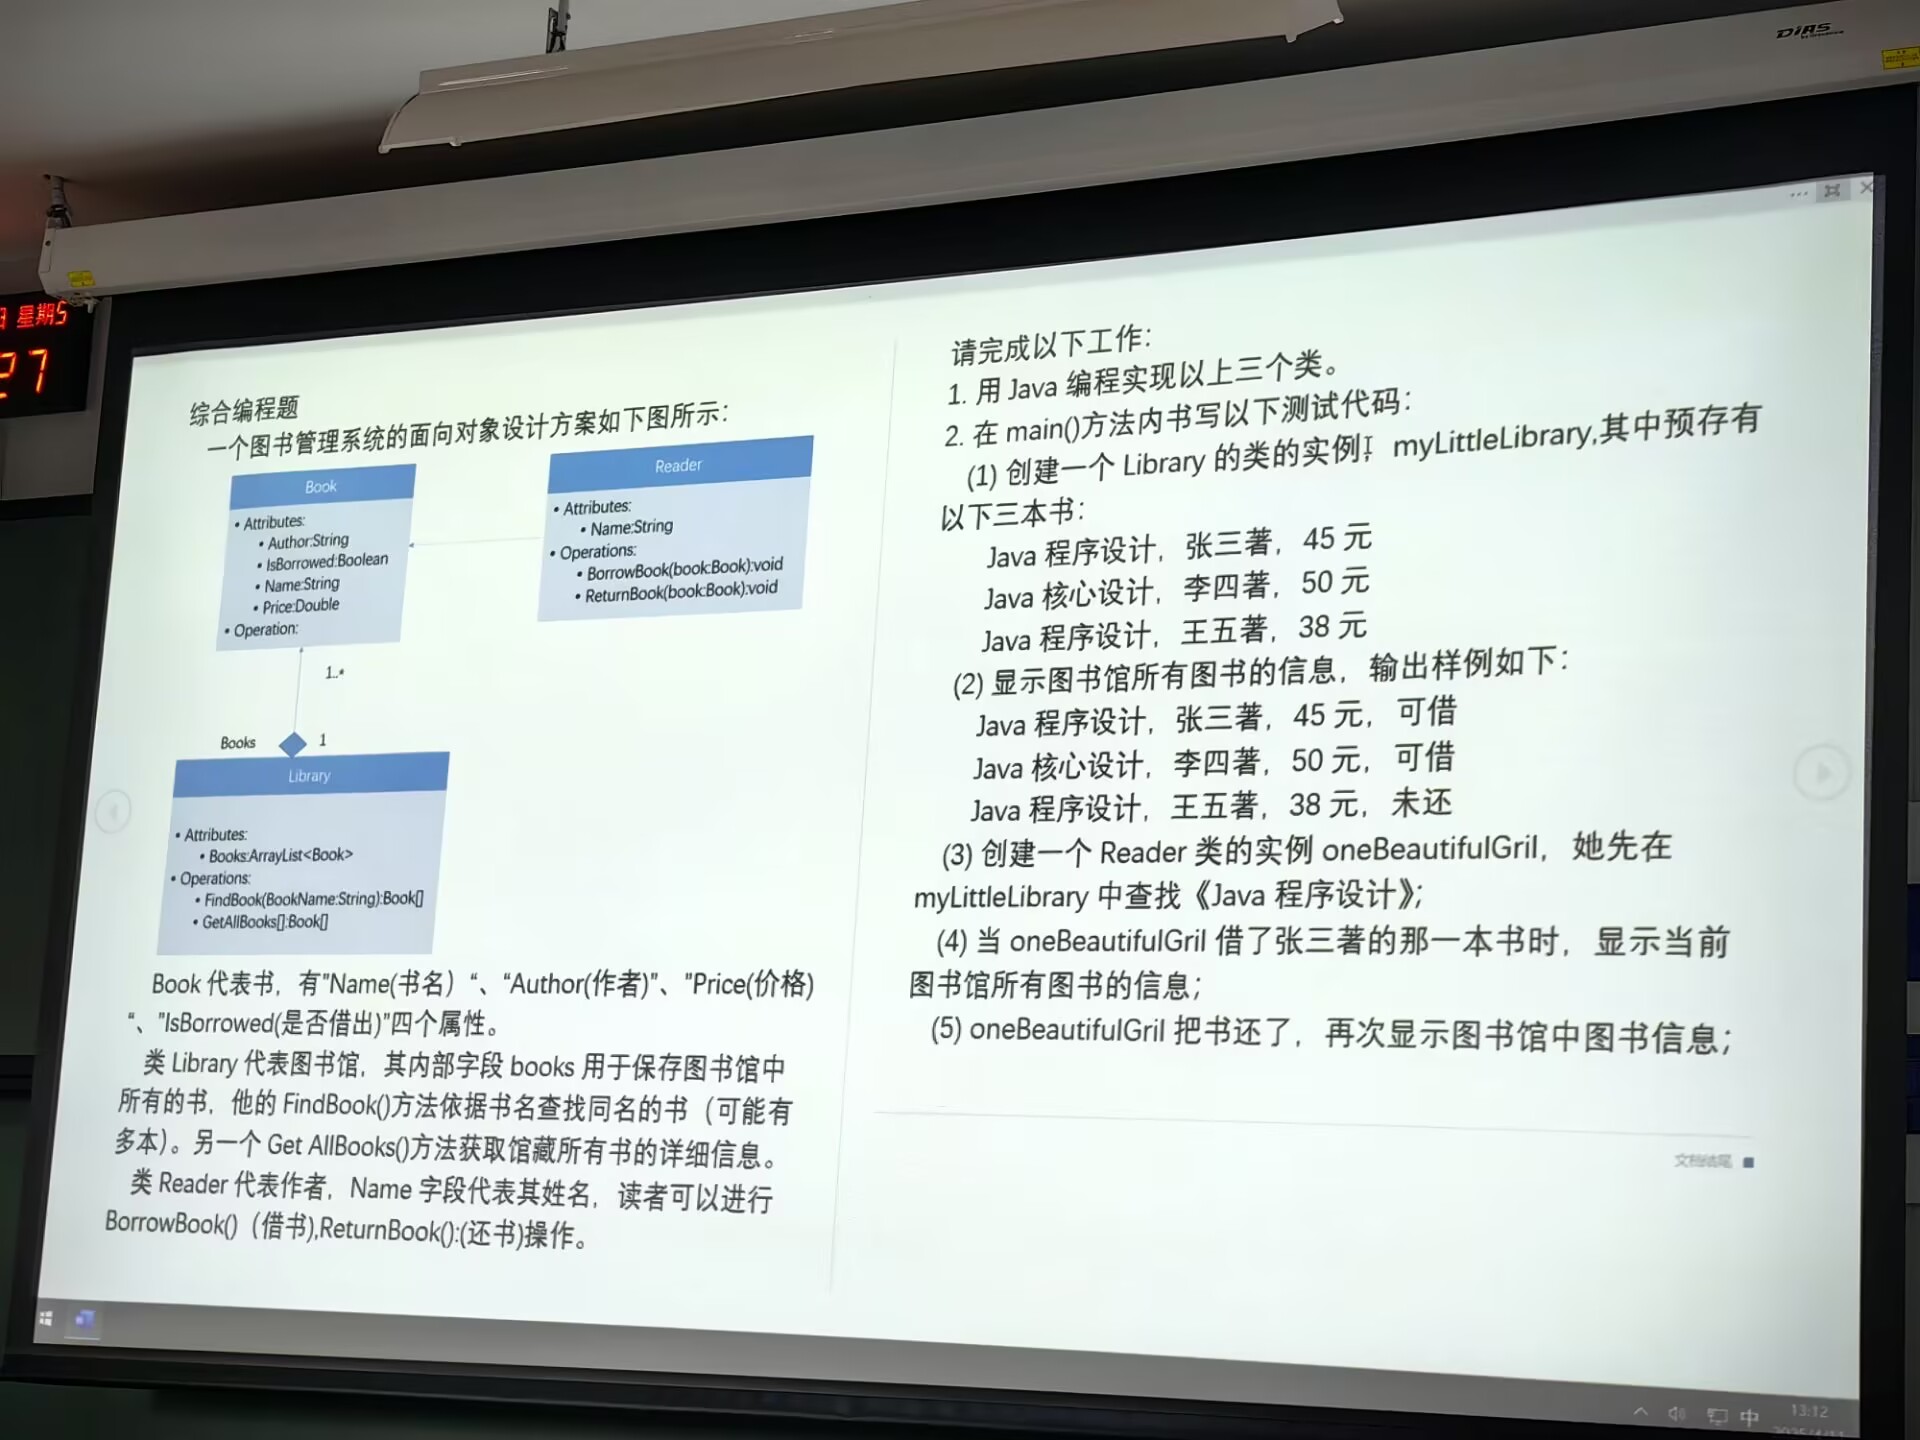 DIAS
星期5
27
综合编程题
一个图书管理系统的面向对象设计方案如下图所示：
Book
• Attributes:
• Author:String
• IsBorrowed:Boolean
• Name:String
• Price:Double
• Operation:
Reader
• Attributes:
• Name:String
• Operations:
• BorrowBook(book:Book):void
• ReturnBook(book:Book):void
1..*
Books
1
Library
• Attributes:
• Books:ArrayList<Book>
• Operations:
• FindBook(BookName:String):Book[]
• GetAllBooks[]:Book[]
Book 代表书，有"Name(书名）“、“Author(作者)”、"Price(价格)
“、"IsBorrowed(是否借出)"四个属性。
类 Library 代表图书馆，其内部字段 books 用于保存图书馆中
所有的书，他的 FindBook()方法依据书名查找同名的书（可能有
多本）。另一个 Get AllBooks()方法获取馆藏所有书的详细信息。
类 Reader 代表作者，Name 字段代表其姓名，读者可以进行
BorrowBook()（借书),ReturnBook():(还书)操作。
请完成以下工作：
1. 用 Java 编程实现以上三个类。
2. 在 main()方法内书写以下测试代码：
(1) 创建一个 Library 的类的实例；myLittleLibrary,其中预存有
以下三本书：
Java 程序设计，张三著，45 元
Java 核心设计，李四著，50 元
Java 程序设计，王五著，38 元
(2) 显示图书馆所有图书的信息，输出样例如下：
Java 程序设计，张三著，45 元，可借
Java 核心设计，李四著，50 元，可借
Java 程序设计，王五著，38 元，未还
(3) 创建一个 Reader 类的实例 oneBeautifulGril，她先在
myLittleLibrary 中查找《Java 程序设计》；
(4) 当 oneBeautifulGril 借了张三著的那一本书时，显示当前
图书馆所有图书的信息；
(5) oneBeautifulGril 把书还了，再次显示图书馆中图书信息；
文档结尾
中
13:12